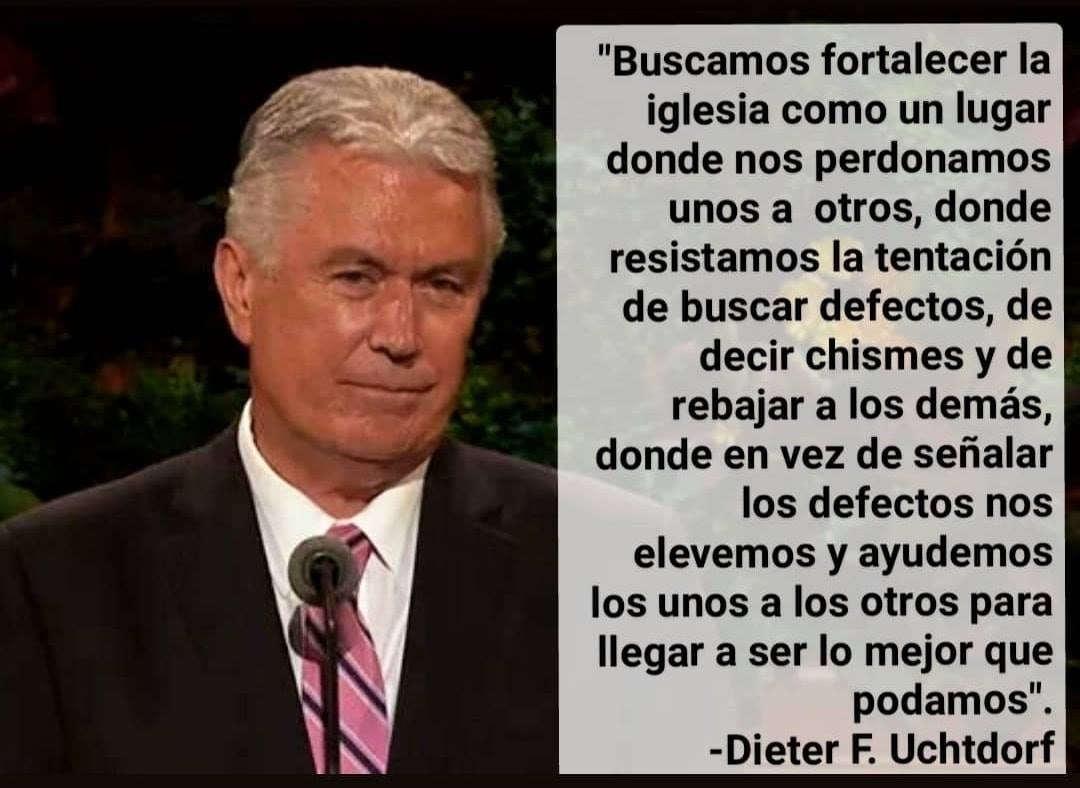 "Buscamos fortalecer la
iglesia como un lugar
donde nos perdonamos
unos a  otros, donde
resistamos la tentación
de buscar defectos, de
decir chismes y de
rebajar a los demás,
donde en vez de señalar
los defectos nos
elevemos y ayudemos
los unos a los otros para
llegar a ser lo mejor que
podamos".
-Dieter F. Uchtdorf